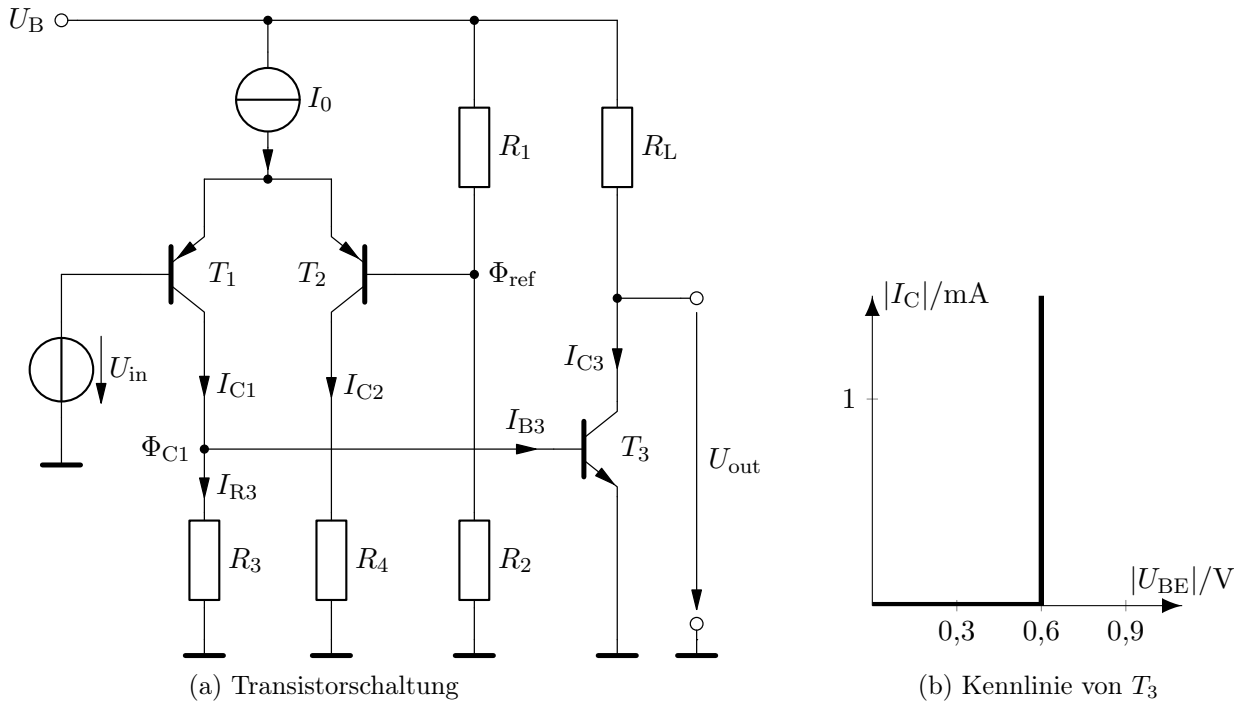 U_B
I_0
R_1
R_L
T_1
T_2
Φ_ref
U_in
I_C1
I_C2
I_C3
Φ_C1
I_B3
T_3
U_out
I_R3
R_3
R_4
R_2
(a) Transistorschaltung
|I_C|/mA
1
|U_BE|/V
0,3 0,6 0,9
(b) Kennlinie von T_3